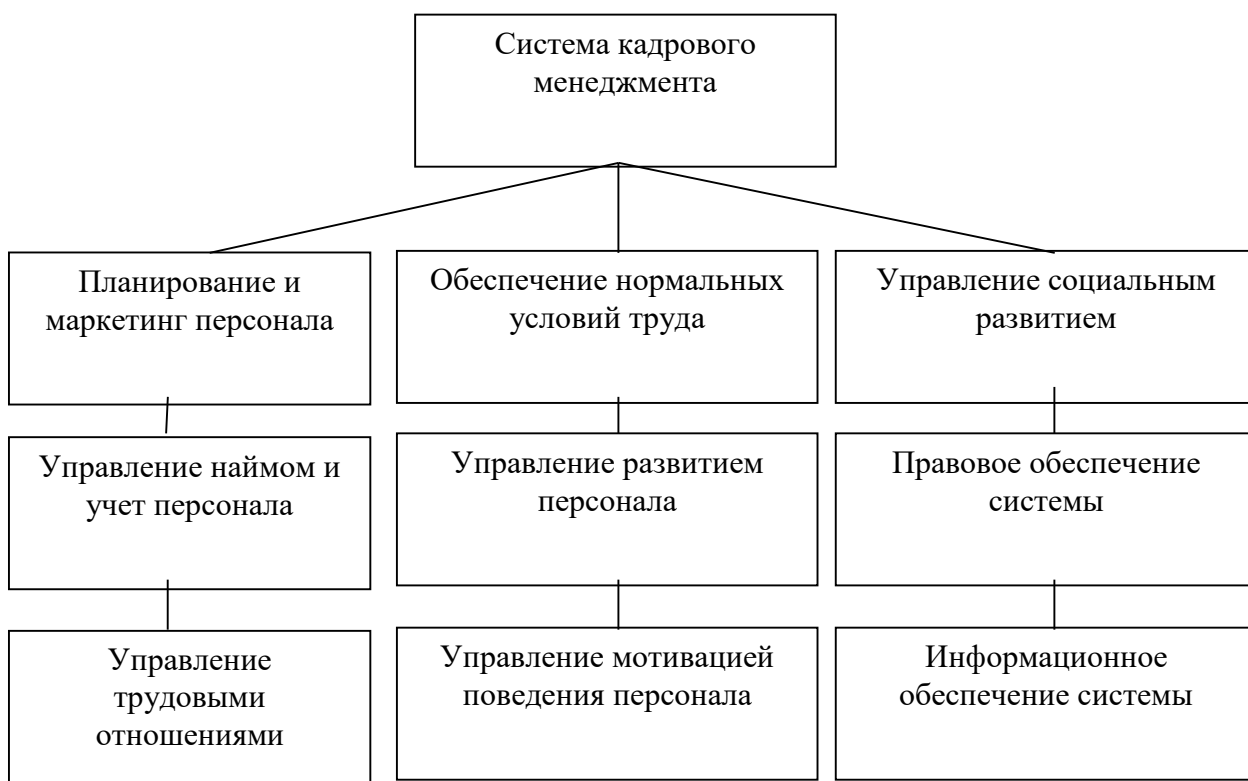 Система кадрового
менеджмента
Планирование и
маркетинг персонала
Обеспечение нормальных
условий труда
Управление социальным
развитием
Управление наймом и
учет персонала
Управление развитием
персонала
Правовое обеспечение
системы
Управление
трудовыми
отношениями
Управление мотивацией
поведения персонала
Информационное
обеспечение системы